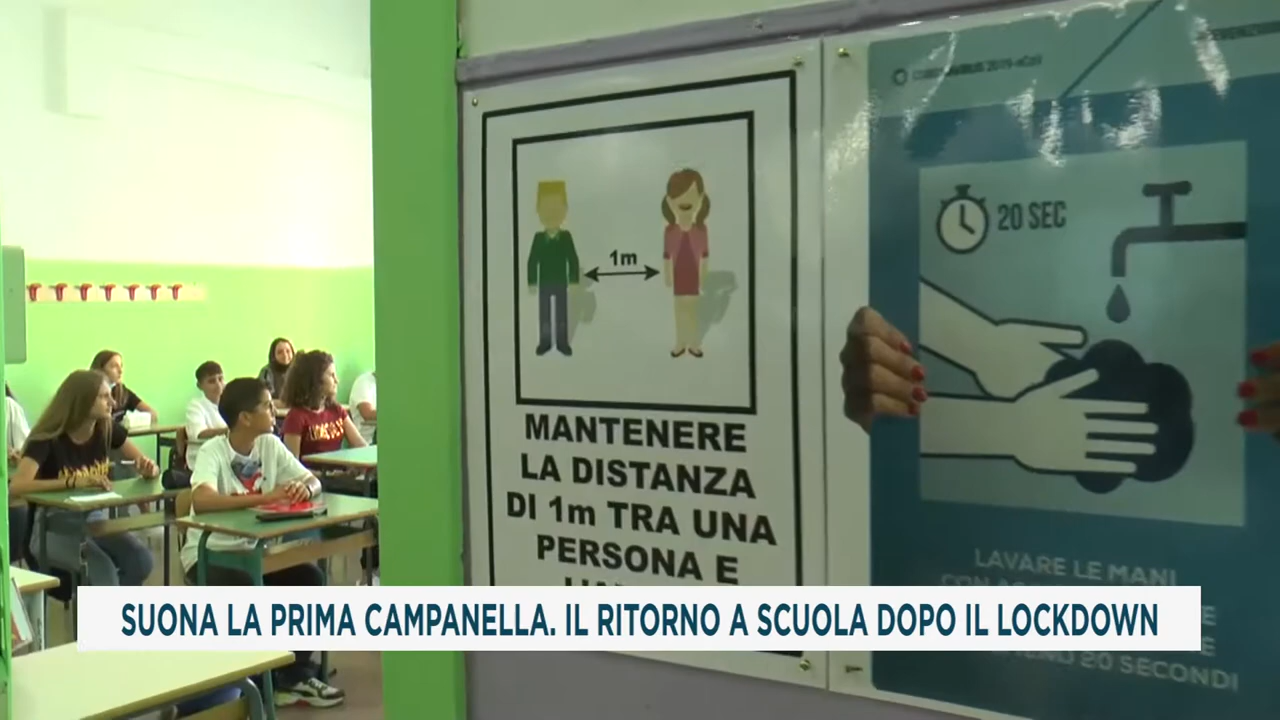 1m
MANTENERE
LA DISTANZA
DI 1m TRA UNA
PERSONA E
20 SEC
LAVARE LE MANI
20 SECONDI
SUONA LA PRIMA CAMPANELLA. IL RITORNO A SCUOLA DOPO IL LOCKDOWN